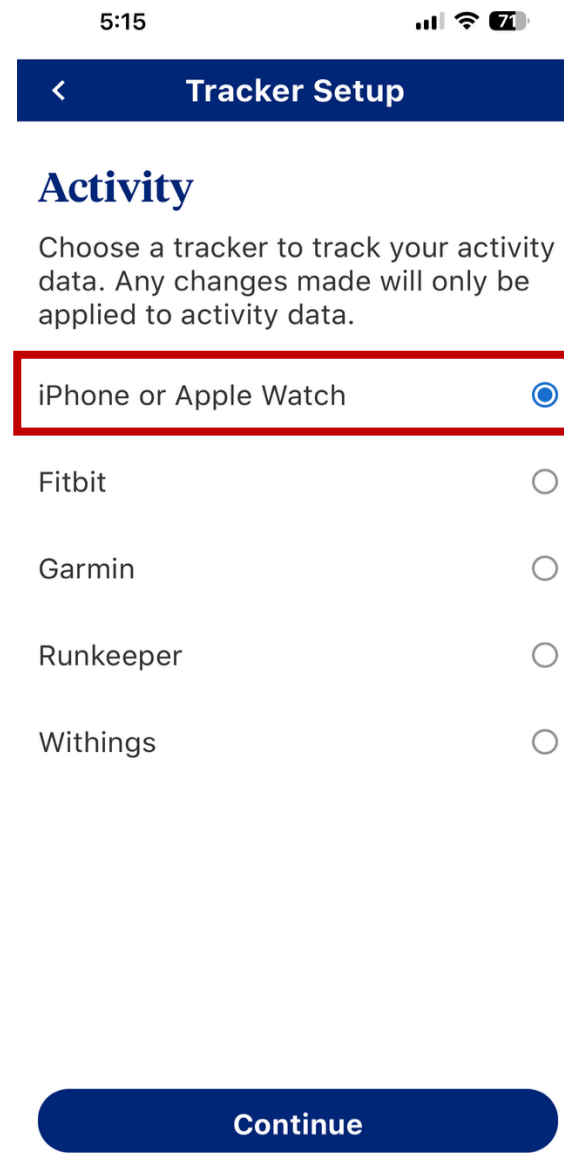 5:15
71
Tracker Setup
Activity
Choose a tracker to track your activity
data. Any changes made will only be
applied to activity data.
iPhone or Apple Watch
Fitbit
Garmin
Runkeeper
Withings
Continue